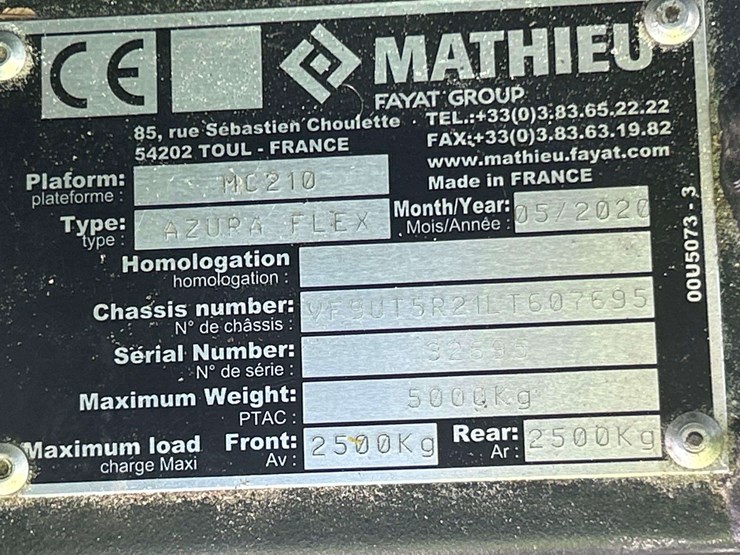 CE
MATHIEU
FAYAT GROUP
85, rue Sébastien Choulette - TEL.:+33(0)3.83.65.22.22
54202 TOUL - FRANCE FAX.:+33(0)3.83.63.19.82
www.mathieu.fayat.com
Made in FRANCE
Plaform: MC210
plateforme :
Type: AZURA FLEX Month/Year: 05/2020
type : Mois/Année :
Homologation
homologation :
Chassis number: VF9UT5R21LT607695
N° de châssis :
Serial Number:
N° de série :
Maximum Weight: 5000Kg
PTAC :
Maximum load Front: 2500Kg Rear: 2500Kg
charge Maxi Av : Ar :
00U5073 - 3